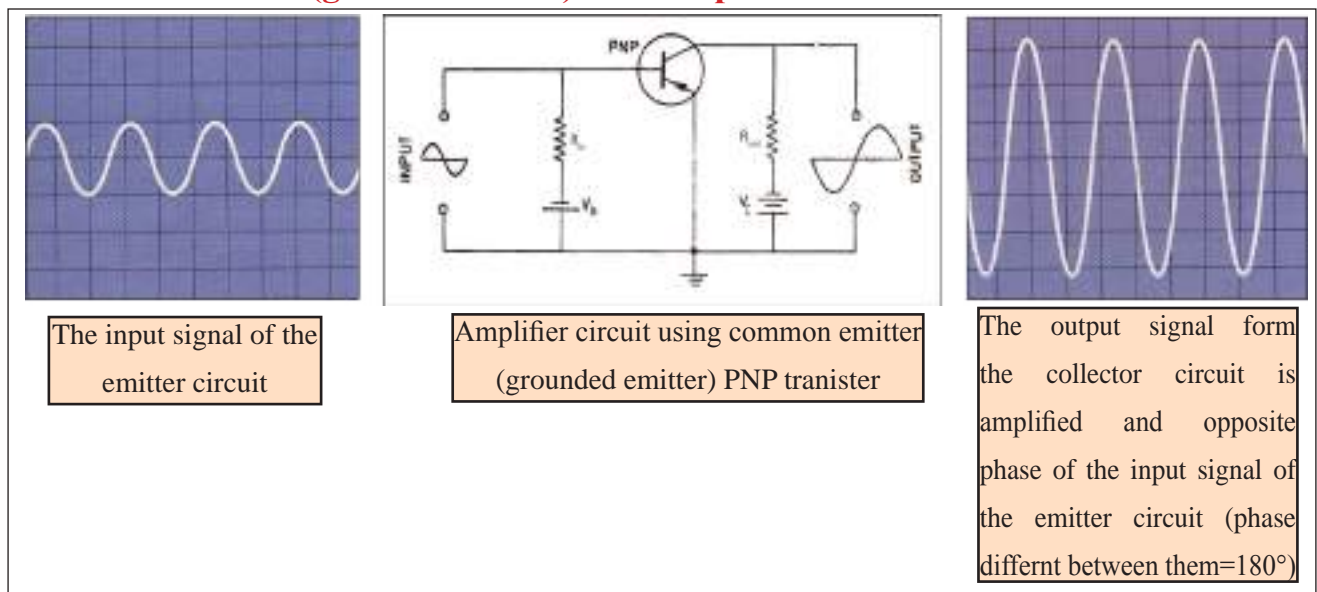 The input signal of the
emitter circuit
PNP
INPUT
V_B
R
V
OUTPUT
Amplifier circuit using common emitter
(grounded emitter) PNP tranister
The output signal form
the collector circuit is
amplified and opposite
phase of the input signal of
the emitter circuit (phase
differnt between them=180°)